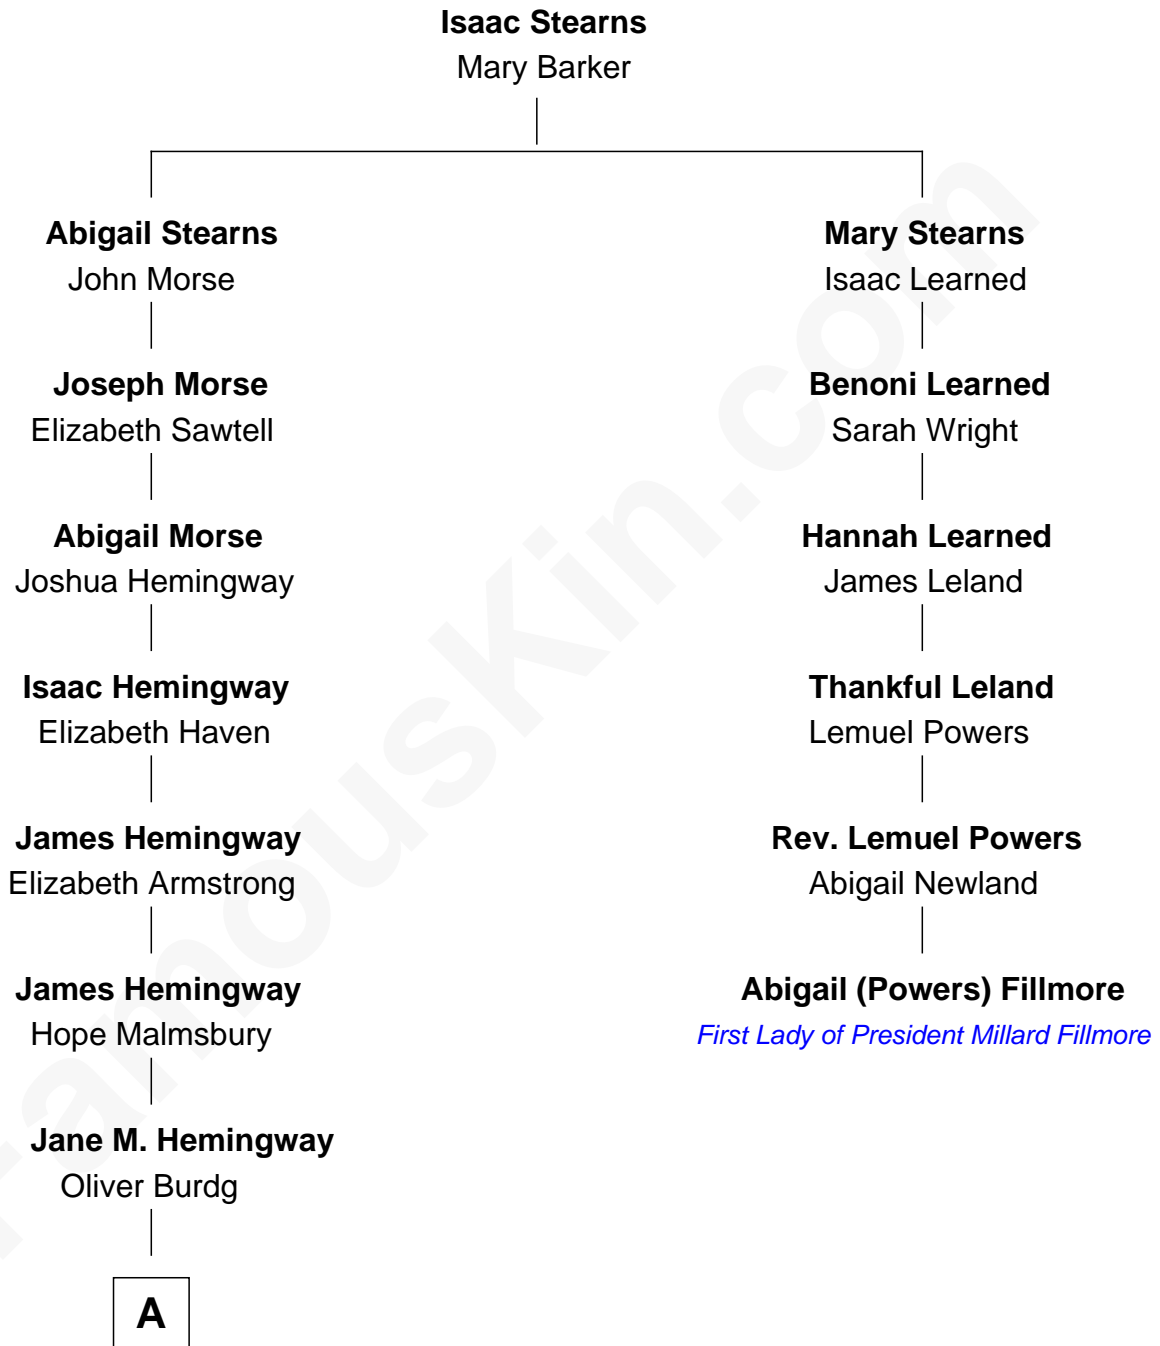 Isaac Stearns
Mary Barker
Abigail Stearns
John Morse
Mary Stearns
Isaac Learned
Joseph Morse
Elizabeth Sawtell
Benoni Learned
Sarah Wright
Abigail Morse
Joshua Hemingway
Hannah Learned
James Leland
Isaac Hemingway
Elizabeth Haven
Thankful Leland
Lemuel Powers
James Hemingway
Elizabeth Armstrong
Rev. Lemuel Powers
Abigail Newland
James Hemingway
Hope Malmsbury
Abigail (Powers) Fillmore
First Lady of President Millard Fillmore
Jane M. Hemingway
Oliver Burdg
A
FamousKin.com